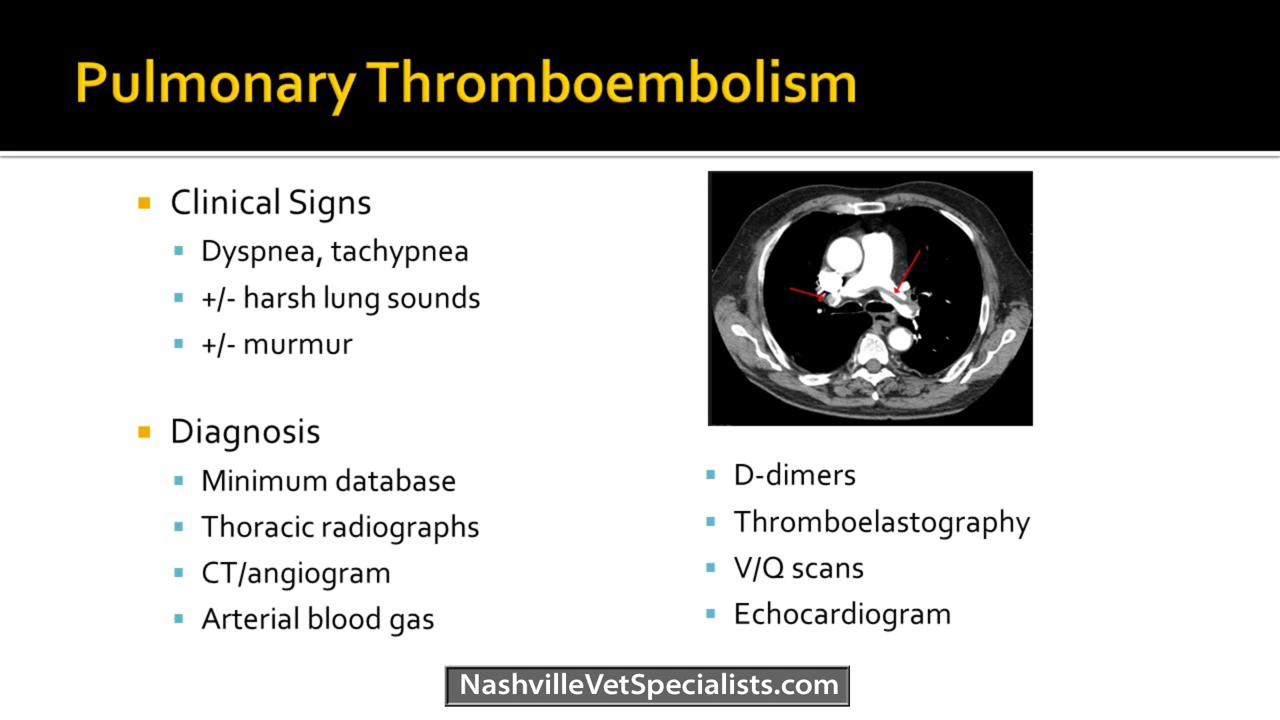 Pulmonary Thromboembolism
Clinical Signs
Dyspnea, tachypnea
+/- harsh lung sounds
+/- murmur
Diagnosis
Minimum database
Thoracic radiographs
CT/angiogram
Arterial blood gas
D-dimers
Thromboelastography
V/Q scans
Echocardiogram
NashvilleVetSpecialists.com